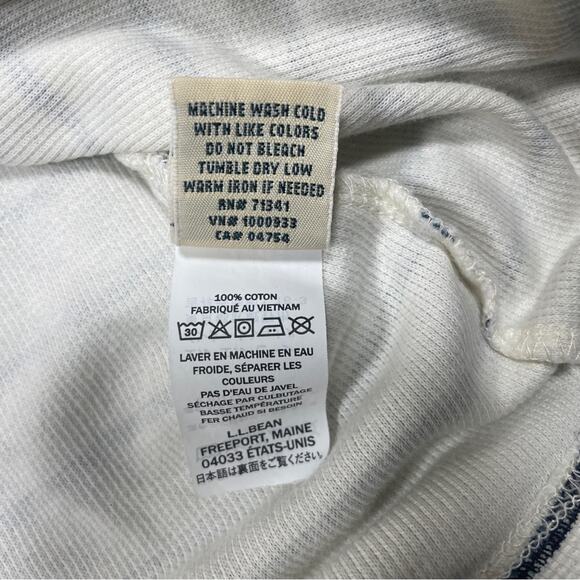 MACHINE WASH COLD
WITH LIKE COLORS
DO NOT BLEACH
TUMBLE DRY LOW
WARM IRON IF NEEDED
RN# 71341
VN# 1000933
CA# 04754
100% COTON
FABRIQUÉ AU VIETNAM
30
LAVER EN MACHINE EN EAU
FROIDE, SÉPARER LES
COULEURS
PAS D'EAU DE JAVEL
SÉCHAGE PAR CULBUTAGE
BASSE TEMPÉRATURE
FER CHAUD SI BESOIN
L.L.BEAN
FREEPORT, MAINE
04033 ÉTATS-UNIS
日本語は裏面をご覧ください。